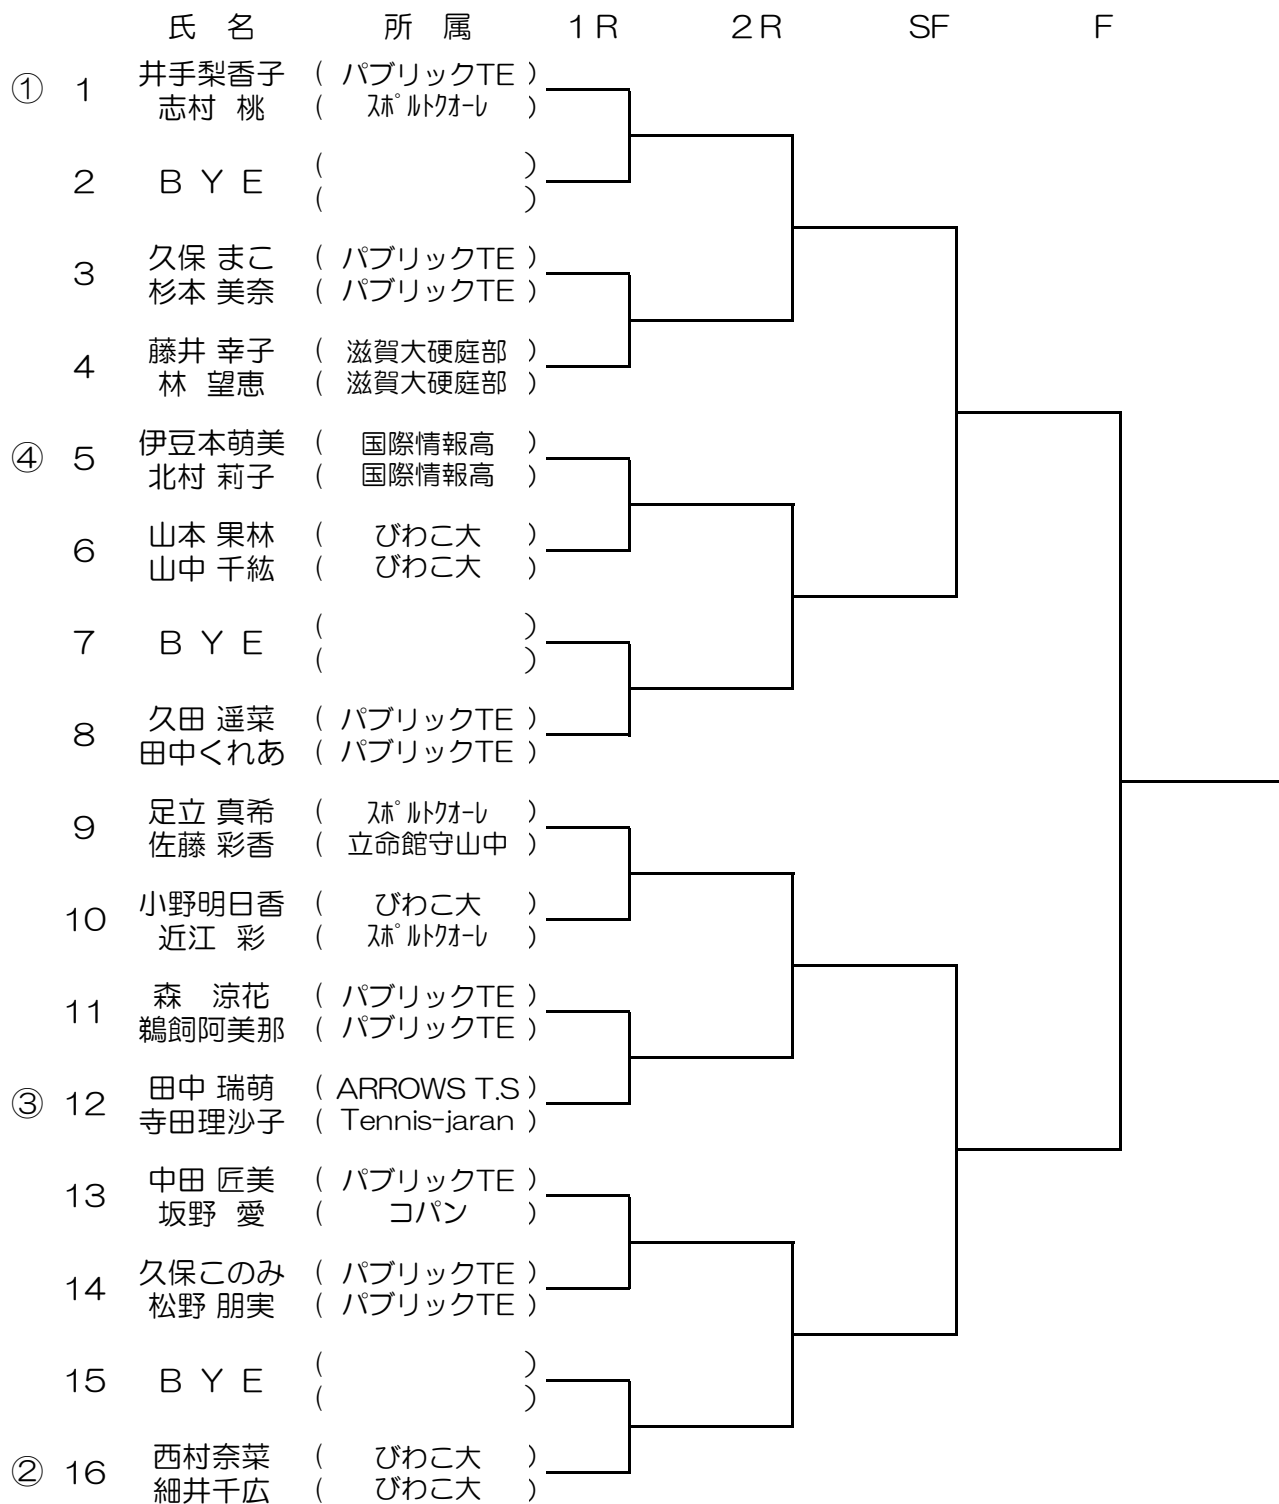 氏 名 所 属 1R 2R SF F
井手梨香子 ( パブリックTE )
① 1
志村 桃 ( ｽﾎﾟﾙﾄｸｵｰﾚ )
( )
2 B Y E
( )
久保 まこ ( パブリックTE )
3
杉本 美奈 ( パブリックTE )
藤井 幸子 ( 滋賀大硬庭部 )
4
林 望恵 ( 滋賀大硬庭部 )
伊豆本萌美 ( 国際情報高 )
④ 5
北村 莉子 ( 国際情報高 )
山本 果林 ( びわこ大 )
6
山中 千紘 ( びわこ大 )
( )
7 B Y E
( )
久田 遥菜 ( パブリックTE )
8
田中くれあ ( パブリックTE )
足立 真希 ( ｽﾎﾟﾙﾄｸｵｰﾚ )
9
佐藤 彩香 ( 立命館守山中 )
小野明日香 ( びわこ大 )
10
近江 彩 ( ｽﾎﾟﾙﾄｸｵｰﾚ )
森 涼花 ( パブリックTE )
11
鵜飼阿美那 ( パブリックTE )
田中 瑞萌 ( ARROWS T.S )
③ 12
寺田理沙子 ( Tennis-jaran )
中田 匠美 ( パブリックTE )
13
坂野 愛 ( コパン )
久保このみ ( パブリックTE )
14
松野 朋実 ( パブリックTE )
( )
15 B Y E
( )
西村奈菜 ( びわこ大 )
② 16
細井千広 ( びわこ大 )